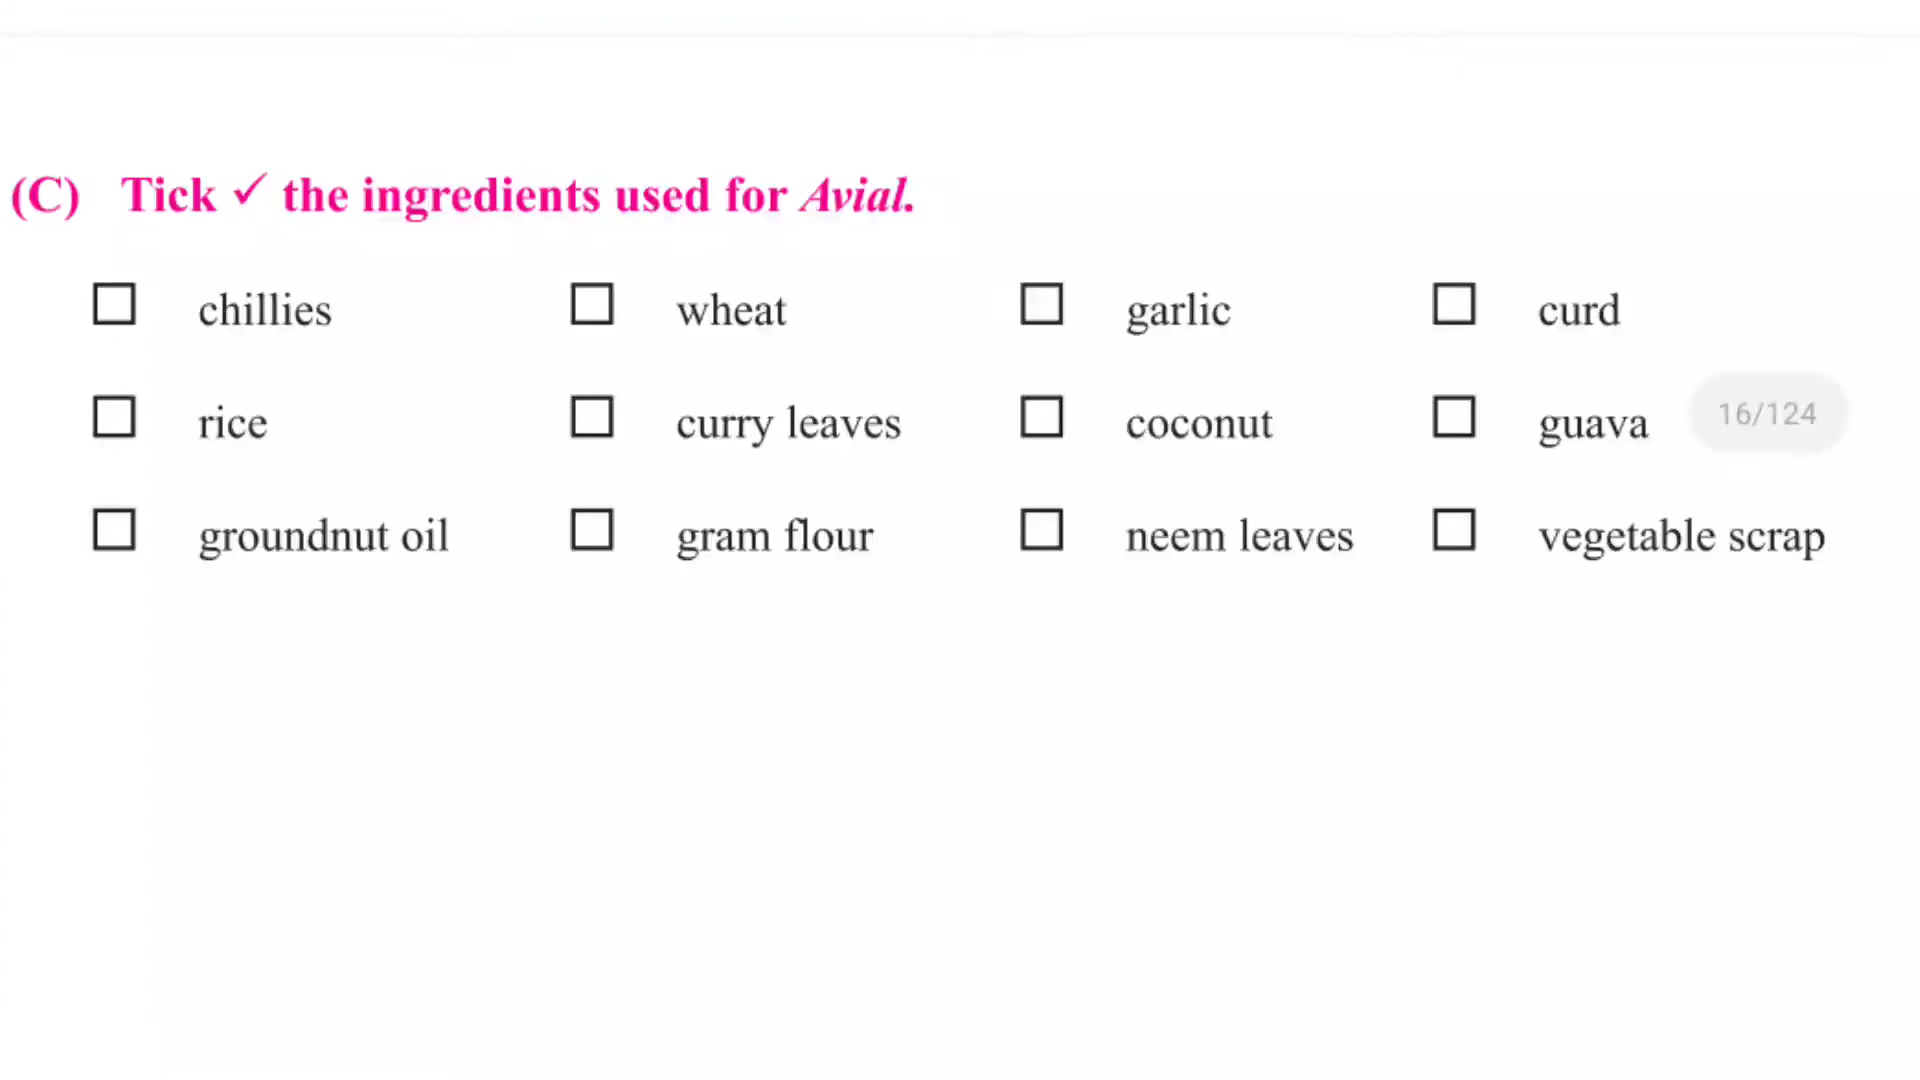 (C) Tick ✓ the ingredients used for Avial.
☐ chillies ☐ wheat ☐ garlic ☐ curd
☐ rice ☐ curry leaves ☐ coconut ☐ guava 16/124
☐ groundnut oil ☐ gram flour ☐ neem leaves ☐ vegetable scrap